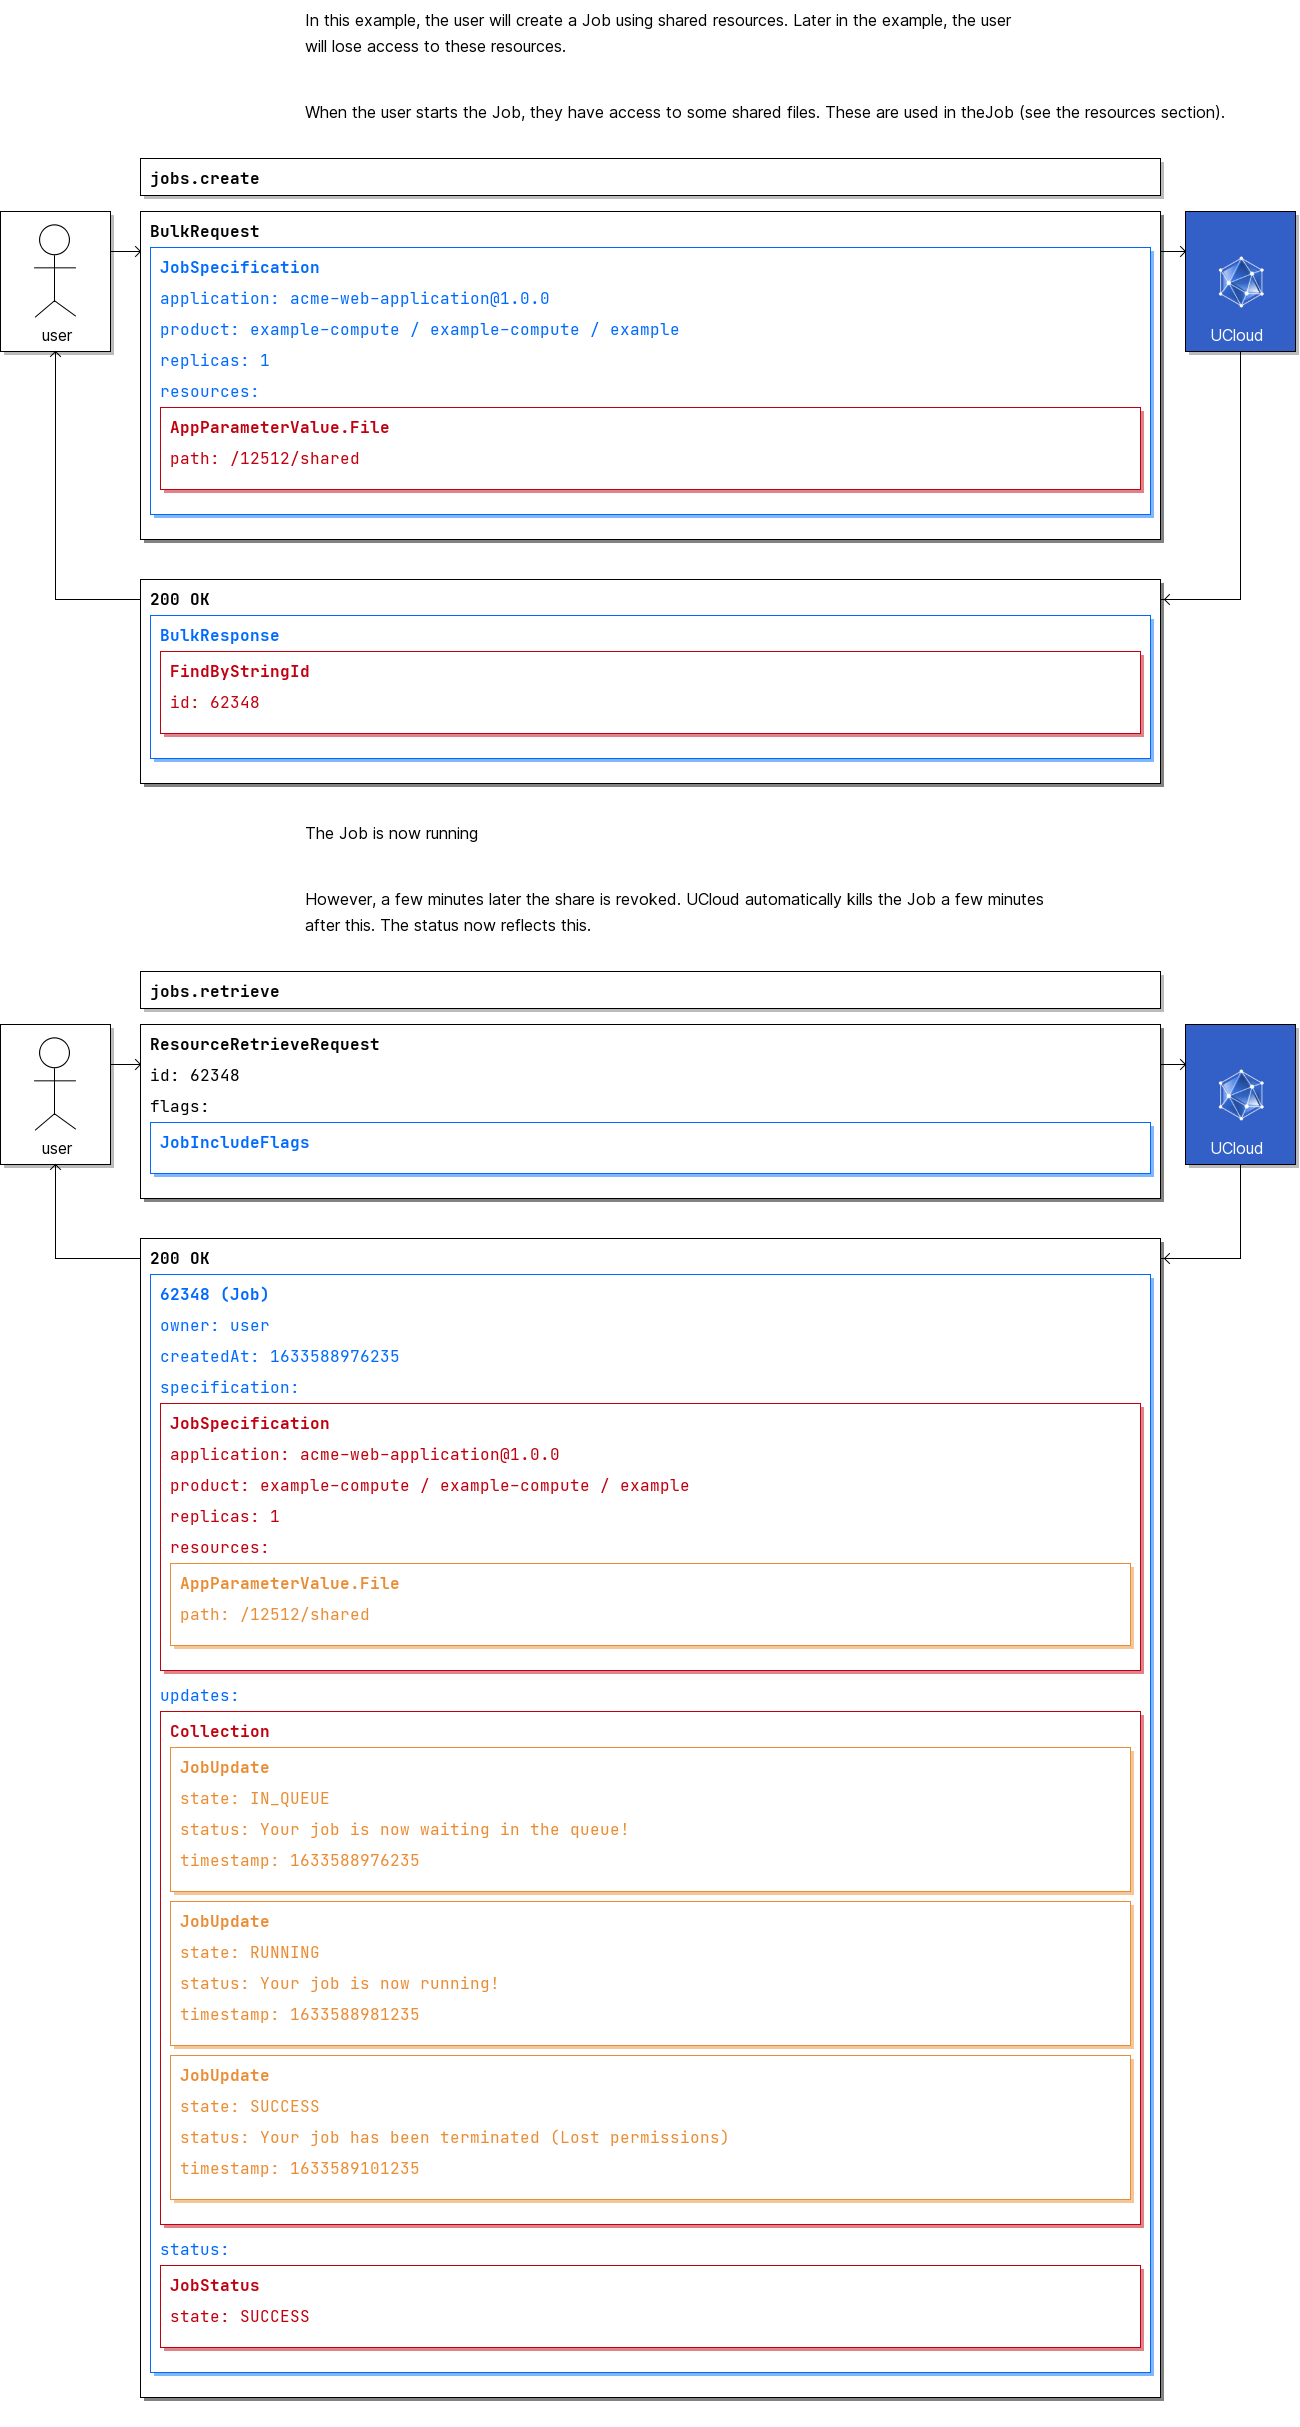 In this example, the user will create a Job using shared resources. Later in the example, the user
will lose access to these resources.
When the user starts the Job, they have access to some shared files. These are used in theJob (see the resources section).
jobs.create
user
BulkRequest
JobSpecification
application: acme-web-application@1.0.0
product: example-compute / example-compute / example
replicas: 1
resources:
AppParameterValue.File
path: /12512/shared
UCloud
200 OK
BulkResponse
FindByStringId
id: 62348
The Job is now running
However, a few minutes later the share is revoked. UCloud automatically kills the Job a few minutes
after this. The status now reflects this.
jobs.retrieve
user
ResourceRetrieveRequest
id: 62348
flags:
JobIncludeFlags
UCloud
200 OK
62348 (Job)
owner: user
createdAt: 1633588976235
specification:
JobSpecification
application: acme-web-application@1.0.0
product: example-compute / example-compute / example
replicas: 1
resources:
AppParameterValue.File
path: /12512/shared
updates:
Collection
JobUpdate
state: IN_QUEUE
status: Your job is now waiting in the queue!
timestamp: 1633588976235
JobUpdate
state: RUNNING
status: Your job is now running!
timestamp: 1633588981235
JobUpdate
state: SUCCESS
status: Your job has been terminated (Lost permissions)
timestamp: 1633589101235
status:
JobStatus
state: SUCCESS